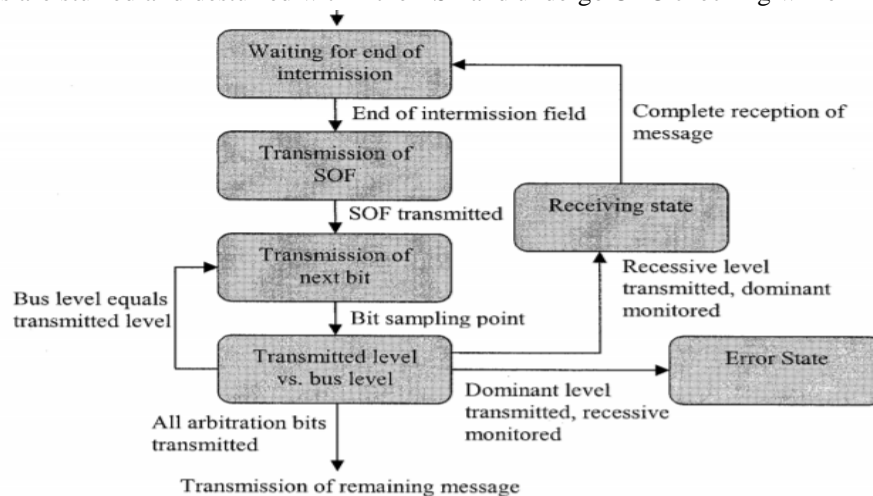 Waiting for end of
intermission
End of intermission field
Complete reception of
message
Transmission of
SOF
SOF transmitted
Receiving state
Transmission of
next bit
Recessive level
transmitted, dominant
monitored
Bus level equals
transmitted level
Bit sampling point
Transmitted level
vs. bus level
Error State
Dominant level
transmitted, recessive
monitored
All arbitration bits
transmitted
Transmission of remaining message